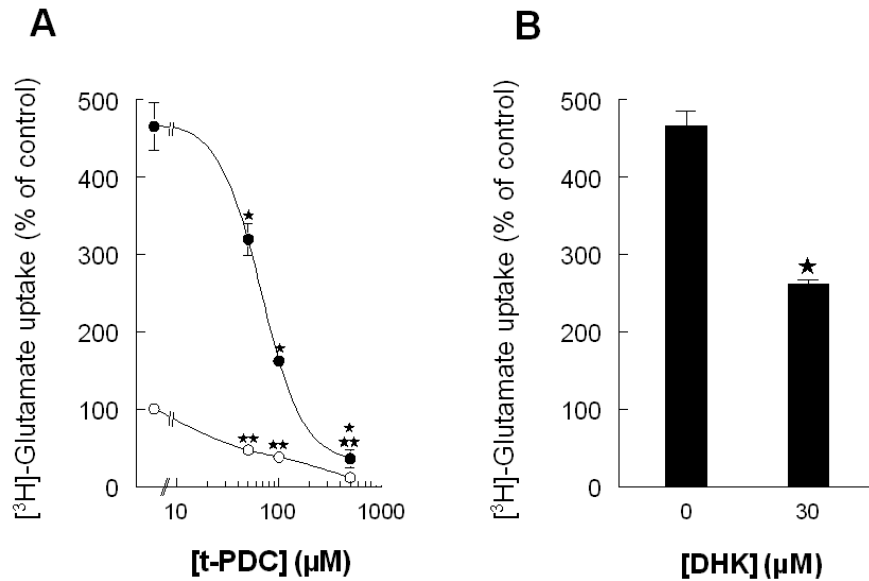 A
[³H]-Glutamate uptake (% of control)
500
400
300
200
100
0
10
100
1000
[t-PDC] (µM)
B
[³H]-Glutamate uptake (% of control)
500
400
300
200
100
0
0
30
[DHK] (µM)